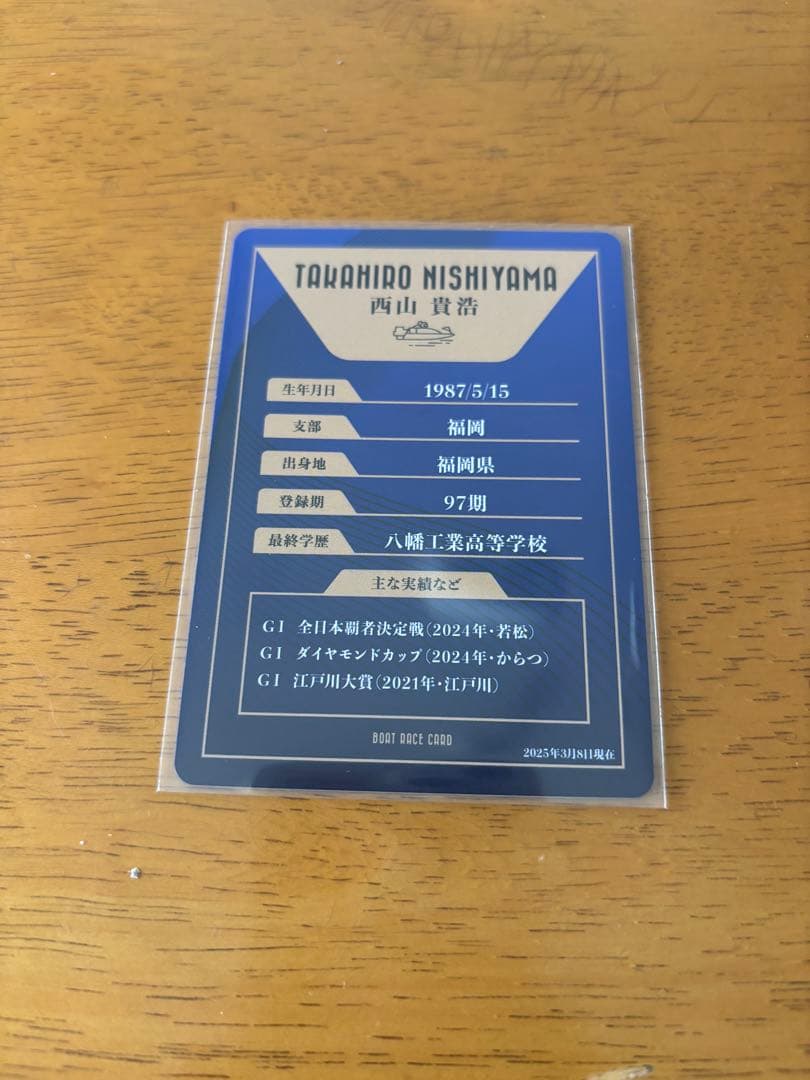 TAKAHIRO NISHIYAMA
西山 貴浩
生年月日 1987/5/15
支部 福岡
出身地 福岡県
登録期 97期
最終学歴 八幡工業高等学校
主な実績など
GI 全日本覇者決定戦(2024年・若松)
GI ダイヤモンドカップ(2024年・からつ)
GI 江戸川大賞(2021年・江戸川)
BOAT RACE CARD
2025年3月8日現在